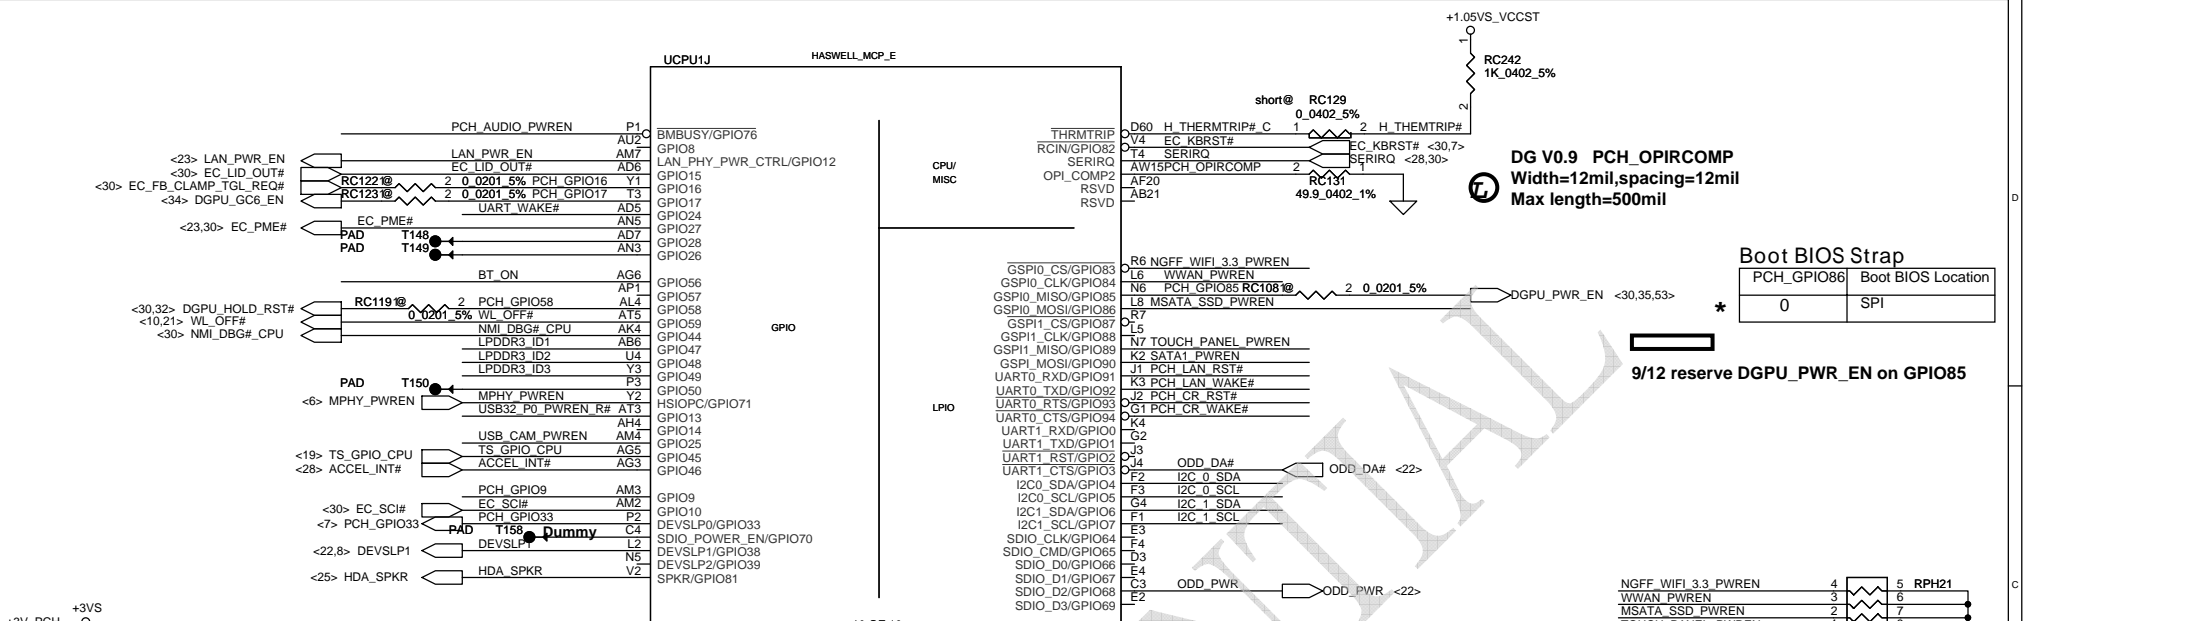 +1.05VS_VCCST
UCPU1J
HASWELL_MCP_E
1
RC242
1K_0402_5%
2
short@ RC129
0_0402_5%
PCH_AUDIO_PWREN P1 BMBUSY/GPIO76
AU2 GPIO8
<23> LAN_PWR_EN LAN_PWR_EN AM7 LAN_PHY_PWR_CTRL/GPIO12
<30> EC_LID_OUT# EC_LID_OUT# AD6 GPIO15
<30> EC_FB_CLAMP_TGL_REQ# RC1221@ 2 0_0201_5% PCH_GPIO16 Y1 GPIO16
<34> DGPU_GC6_EN RC1231@ 2 0_0201_5% PCH_GPIO17 T3 GPIO17
UART_WAKE# AD5 GPIO24
<23,30> EC_PME# EC_PME# AN5 GPIO27
PAD T148 AD7 GPIO28
PAD T149 AN3 GPIO26
BT_ON AG6 GPIO56
AP1 GPIO57
<30,32> DGPU_HOLD_RST# RC1191@ 2 PCH_GPIO58 AL4 GPIO58
<10,21> WL_OFF# 0_0201_5% WL_OFF# AT5 GPIO59
<30> NMI_DBG#_CPU NMI_DBG#_CPU AK4 GPIO44
LPDDR3_ID1 AB6 GPIO47
LPDDR3_ID2 U4 GPIO48
LPDDR3_ID3 Y3 GPIO49
PAD T150 P3 GPIO50
<6> MPHY_PWREN MPHY_PWREN Y2 HSIOPC/GPIO71
USB32_P0_PWREN_R# AT3 GPIO13
AH4 GPIO14
USB_CAM_PWREN AM4 GPIO25
<19> TS_GPIO_CPU TS_GPIO_CPU AG5 GPIO45
<28> ACCEL_INT# ACCEL_INT# AG3 GPIO46
PCH_GPIO9 AM3 GPIO9
<30> EC_SCI# EC_SCI# AM2 GPIO10
<7> PCH_GPIO33 PCH_GPIO33 P2 DEVSLP0/GPIO33
PAD T158 Dummy C4 SDIO_POWER_EN/GPIO70
<22,8> DEVSLP1 DEVSLP1 L2 DEVSLP1/GPIO38
N5 DEVSLP2/GPIO39
<25> HDA_SPKR HDA_SPKR V2 SPKR/GPIO81
CPU/
MISC
GPIO
LPIO
THRMTRIP D60 H_THERMTRIP#_C 1 2 H_THEMTRIP#
RCIN/GPIO82 V4 EC_KBRST# EC_KBRST# <30,7>
SERIRQ T4 SERIRQ SERIRQ <28,30>
OPI_COMP2 AW15 PCH_OPIRCOMP 2 1
RSVD AF20 RC131
RSVD AB21 49.9_0402_1%
DG V0.9 PCH_OPIRCOMP
Width=12mil,spacing=12mil
Max length=500mil
L
GSPI0_CS/GPIO83 R6 NGFF_WIFI_3.3_PWREN
GSPI0_CLK/GPIO84 L6 WWAN_PWREN
GSPI0_MISO/GPIO85 N6 PCH_GPIO85 RC1081@ 2 0_0201_5% DGPU_PWR_EN <30,35,53>
GSPI0_MOSI/GPIO86 L8 MSATA_SSD_PWREN
GSPI1_CS/GPIO87 R7
GSPI1_CLK/GPIO88 L5
GSPI1_MISO/GPIO89 N7 TOUCH_PANEL_PWREN
GSPI_MOSI/GPIO90 K2 SATA1_PWREN
UART0_RXD/GPIO91 J1 PCH_LAN_RST#
UART0_TXD/GPIO92 K3 PCH_LAN_WAKE#
UART0_RTS/GPIO93 J2 PCH_CR_RST#
UART0_CTS/GPIO94 G1 PCH_CR_WAKE#
UART1_RXD/GPIO0 K4
UART1_TXD/GPIO1 G2
UART1_RST/GPIO2 J3
UART1_CTS/GPIO3 J4 ODD_DA# ODD_DA# <22>
I2C0_SDA/GPIO4 F2 I2C_0_SDA
I2C0_SCL/GPIO5 F3 I2C_0_SCL
I2C1_SDA/GPIO6 G4 I2C_1_SDA
I2C1_SCL/GPIO7 F1 I2C_1_SCL
SDIO_CLK/GPIO64 E3
SDIO_CMD/GPIO65 F4
SDIO_D0/GPIO66 D3
SDIO_D1/GPIO67 E4
SDIO_D2/GPIO68 C3 ODD_PWR ODD_PWR <22>
SDIO_D3/GPIO69 E2
Boot BIOS Strap
PCH_GPIO86 Boot BIOS Location
* 0 SPI
9/12 reserve DGPU_PWR_EN on GPIO85
D
C
NGFF_WIFI_3.3_PWREN 4 5 RPH21
WWAN_PWREN 3 6
MSATA_SSD_PWREN 2 7
+3VS